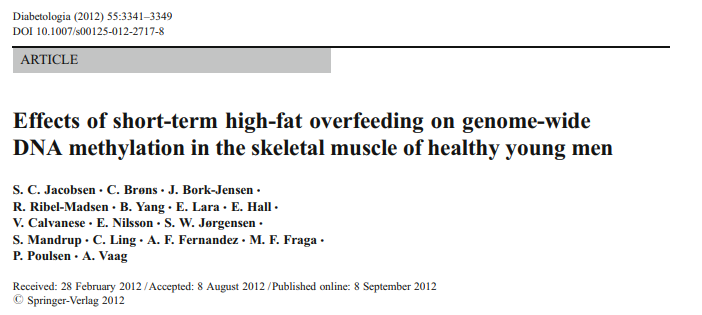 Diabetologia (2012) 55:3341–3349
DOI 10.1007/s00125-012-2717-8
ARTICLE
Effects of short-term high-fat overfeeding on genome-wide
DNA methylation in the skeletal muscle of healthy young men
S. C. Jacobsen • C. Brøns • J. Bork-Jensen •
R. Ribel-Madsen • B. Yang • E. Lara • E. Hall •
V. Calvanese • E. Nilsson • S. W. Jørgensen •
S. Mandrup • C. Ling • A. F. Fernandez • M. F. Fraga •
P. Poulsen • A. Vaag
Received: 28 February 2012 / Accepted: 8 August 2012 / Published online: 8 September 2012
© Springer-Verlag 2012